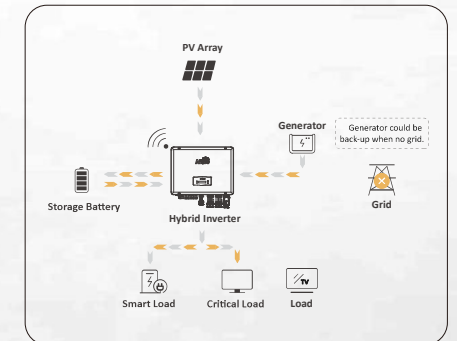 PV Array
Generator
Generator could be
back-up when no grid.
Storage Battery
Hybrid Inverter
Grid
TV
Smart Load
Critical Load
Load